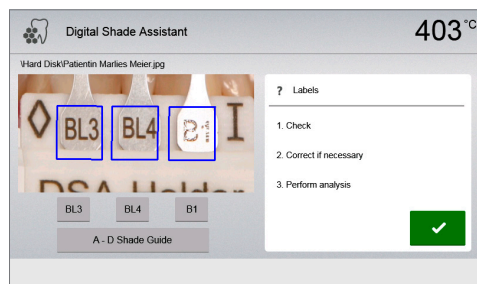 Digital Shade Assistant
403°C
\Hard Disk\Patientin Marlies Meier.jpg
BL3 BL4 I
DSA Holder
BL3 BL4 B1
A - D Shade Guide
? Labels
1. Check
2. Correct if necessary
3. Perform analysis